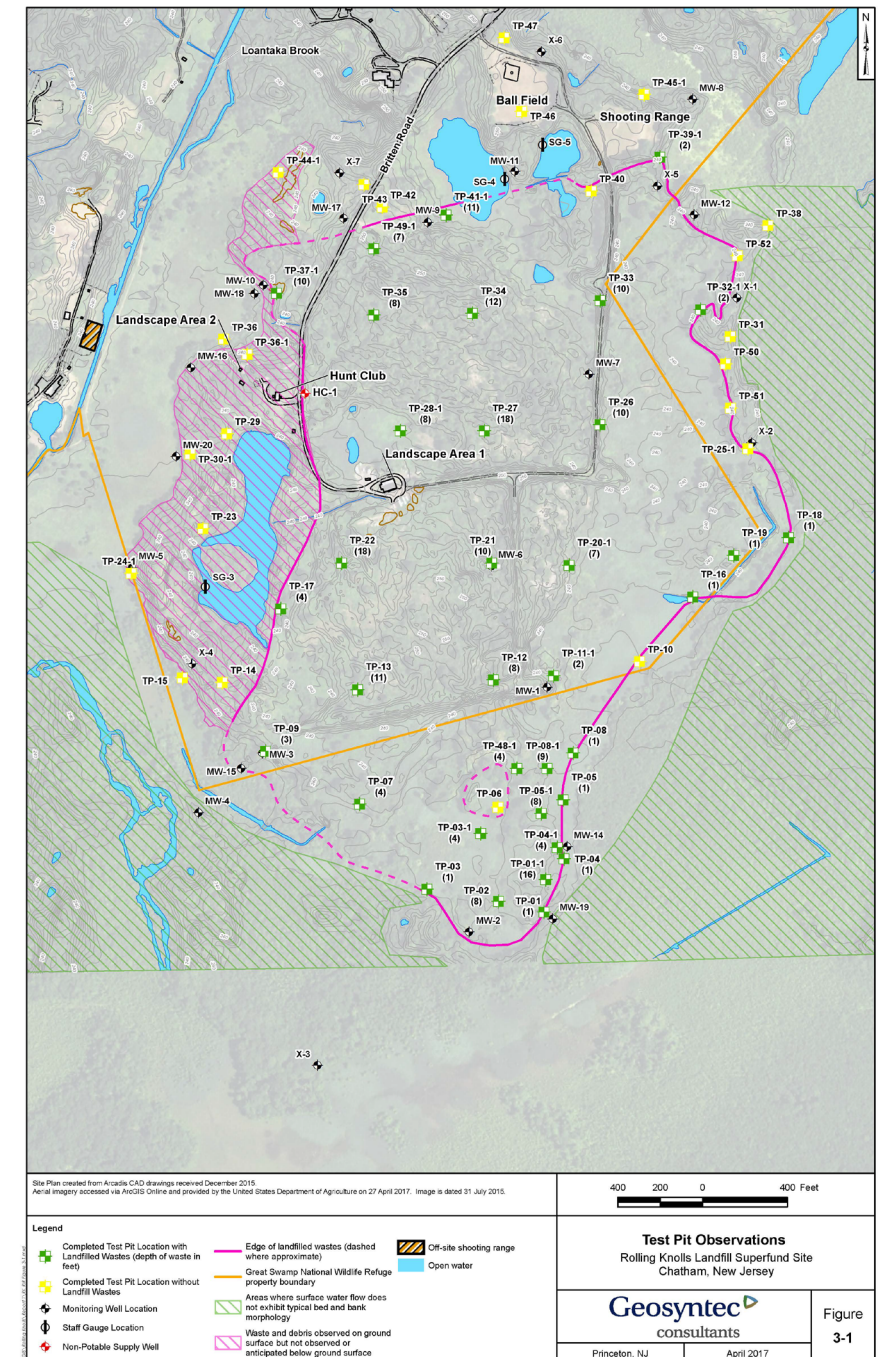 N
TP-47
X-6
Loantaka Brook
TP-45-1
MW-8
Ball Field
TP-46
Shooting Range
Britten Road
TP-39-1
(2)
SG-5
TP-44-1
X-7
MW-11
SG-4
X-5
TP-40
TP-43
TP-42
TP-41-1
(11)
MW-17
MW-9
MW-12
TP-38
TP-49-1
(7)
TP-52
MW-10
MW-18
TP-37-1
(10)
TP-35
(8)
TP-34
(12)
TP-33
(10)
TP-32-1
(2)
X-1
Landscape Area 2
TP-36
TP-36-1
TP-31
MW-16
TP-50
Hunt Club
MW-7
HC-1
TP-51
TP-29
TP-28-1
(8)
TP-27
(18)
TP-26
(10)
X-2
MW-20
TP-30-1
Landscape Area 1
TP-25-1
TP-23
TP-18
(1)
TP-22
(18)
TP-21
(10)
MW-6
TP-20-1
(7)
TP-19
(1)
TP-24-1
MW-5
SG-3
TP-17
(4)
TP-16
(1)
X-4
TP-15
TP-14
TP-13
(11)
TP-12
(8)
TP-11-1
(2)
TP-10
MW-1
TP-09
(3)
MW-3
MW-15
TP-48-1
(4)
TP-08-1
(9)
TP-08
(1)
MW-4
TP-07
(4)
TP-06
TP-05-1
(8)
TP-05
(1)
TP-03-1
(4)
TP-04-1
(4)
MW-14
TP-04
(1)
TP-03
(1)
TP-01-1
(16)
TP-02
(8)
TP-01
(1)
MW-19
MW-2
X-3
Site Plan created from Arcadis CAD drawings received December 2015.
Aerial imagery accessed via ArcGIS Online and provided by the United States Department of Agriculture on 27 April 2017. Image is dated 31 July 2015.
400 200 0 400 Feet
Legend
Completed Test Pit Location with
Landfilled Wastes (depth of waste in
feet)
Completed Test Pit Location without
Landfill Wastes
Monitoring Well Location
Staff Gauge Location
Non-Potable Supply Well
Edge of landfilled wastes (dashed
where approximate)
Great Swamp National Wildlife Refuge
property boundary
Areas where surface water flow does
not exhibit typical bed and bank
morphology
Waste and debris observed on ground
surface but not observed or
anticipated below ground surface
Off-site shooting range
Open water
Test Pit Observations
Rolling Knolls Landfill Superfund Site
Chatham, New Jersey
Geosyntec
consultants
Figure
3-1
Princeton, NJ
April 2017